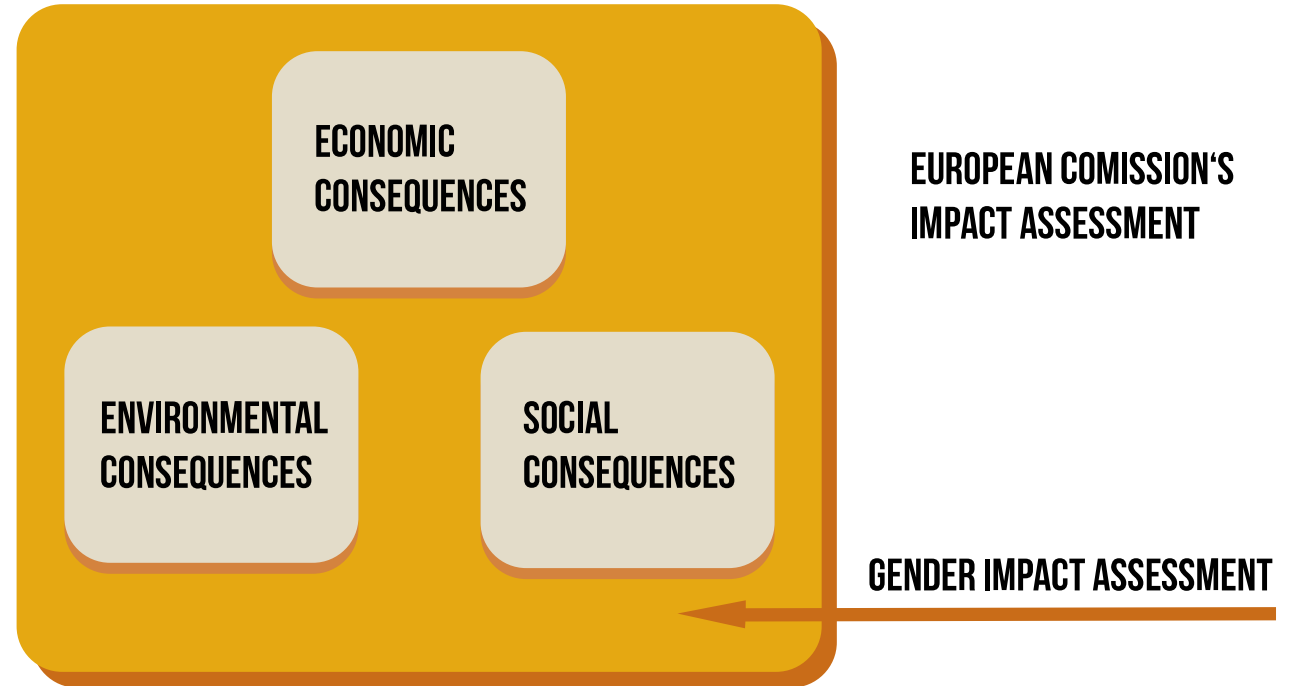 ECONOMIC
CONSEQUENCES
EUROPEAN COMISSION‘S
IMPACT ASSESSMENT
ENVIRONMENTAL
CONSEQUENCES
SOCIAL
CONSEQUENCES
GENDER IMPACT ASSESSMENT